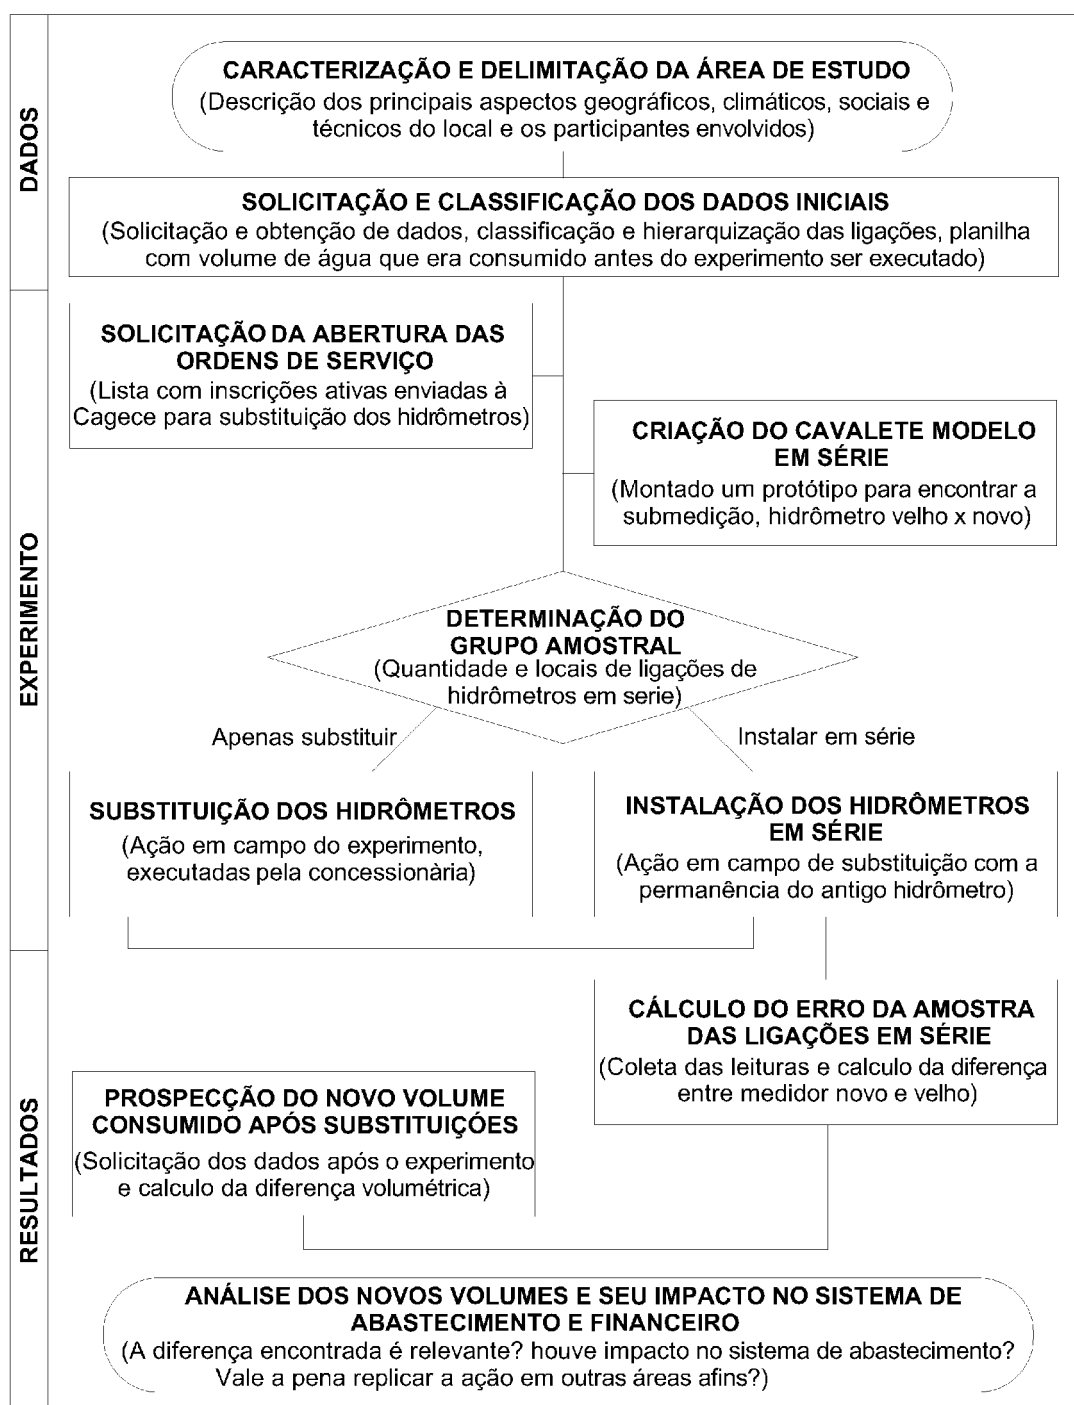 DADOS
CARACTERIZAÇÃO E DELIMITAÇÃO DA ÁREA DE ESTUDO
(Descrição dos principais aspectos geográficos, climáticos, sociais e
técnicos do local e os participantes envolvidos)
SOLICITAÇÃO E CLASSIFICAÇÃO DOS DADOS INICIAIS
(Solicitação e obtenção de dados, classificação e hierarquização das ligações, planilha
com volume de água que era consumido antes do experimento ser executado)
EXPERIMENTO
SOLICITAÇÃO DA ABERTURA DAS
ORDENS DE SERVIÇO
(Lista com inscrições ativas enviadas à
Cagece para substituição dos hidrômetros)
CRIAÇÃO DO CAVALETE MODELO
EM SÉRIE
(Montado um protótipo para encontrar a
submedição, hidrômetro velho x novo)
DETERMINAÇÃO DO
GRUPO AMOSTRAL
(Quantidade e locais de ligações de
hidrômetros em serie)
Apenas substituir
Instalar em série
SUBSTITUIÇÃO DOS HIDRÔMETROS
(Ação em campo do experimento,
executadas pela concessionària)
INSTALAÇÃO DOS HIDRÔMETROS
EM SÉRIE
(Ação em campo de substituição com a
permanência do antigo hidrômetro)
RESULTADOS
CÁLCULO DO ERRO DA AMOSTRA
DAS LIGAÇÕES EM SÉRIE
(Coleta das leituras e calculo da diferença
entre medidor novo e velho)
PROSPECÇÃO DO NOVO VOLUME
CONSUMIDO APÓS SUBSTITUIÇÓES
(Solicitação dos dados após o experimento
e calculo da diferença volumétrica)
ANÁLISE DOS NOVOS VOLUMES E SEU IMPACTO NO SISTEMA DE
ABASTECIMENTO E FINANCEIRO
(A diferença encontrada é relevante? houve impacto no sistema de abastecimento?
Vale a pena replicar a ação em outras áreas afins?)